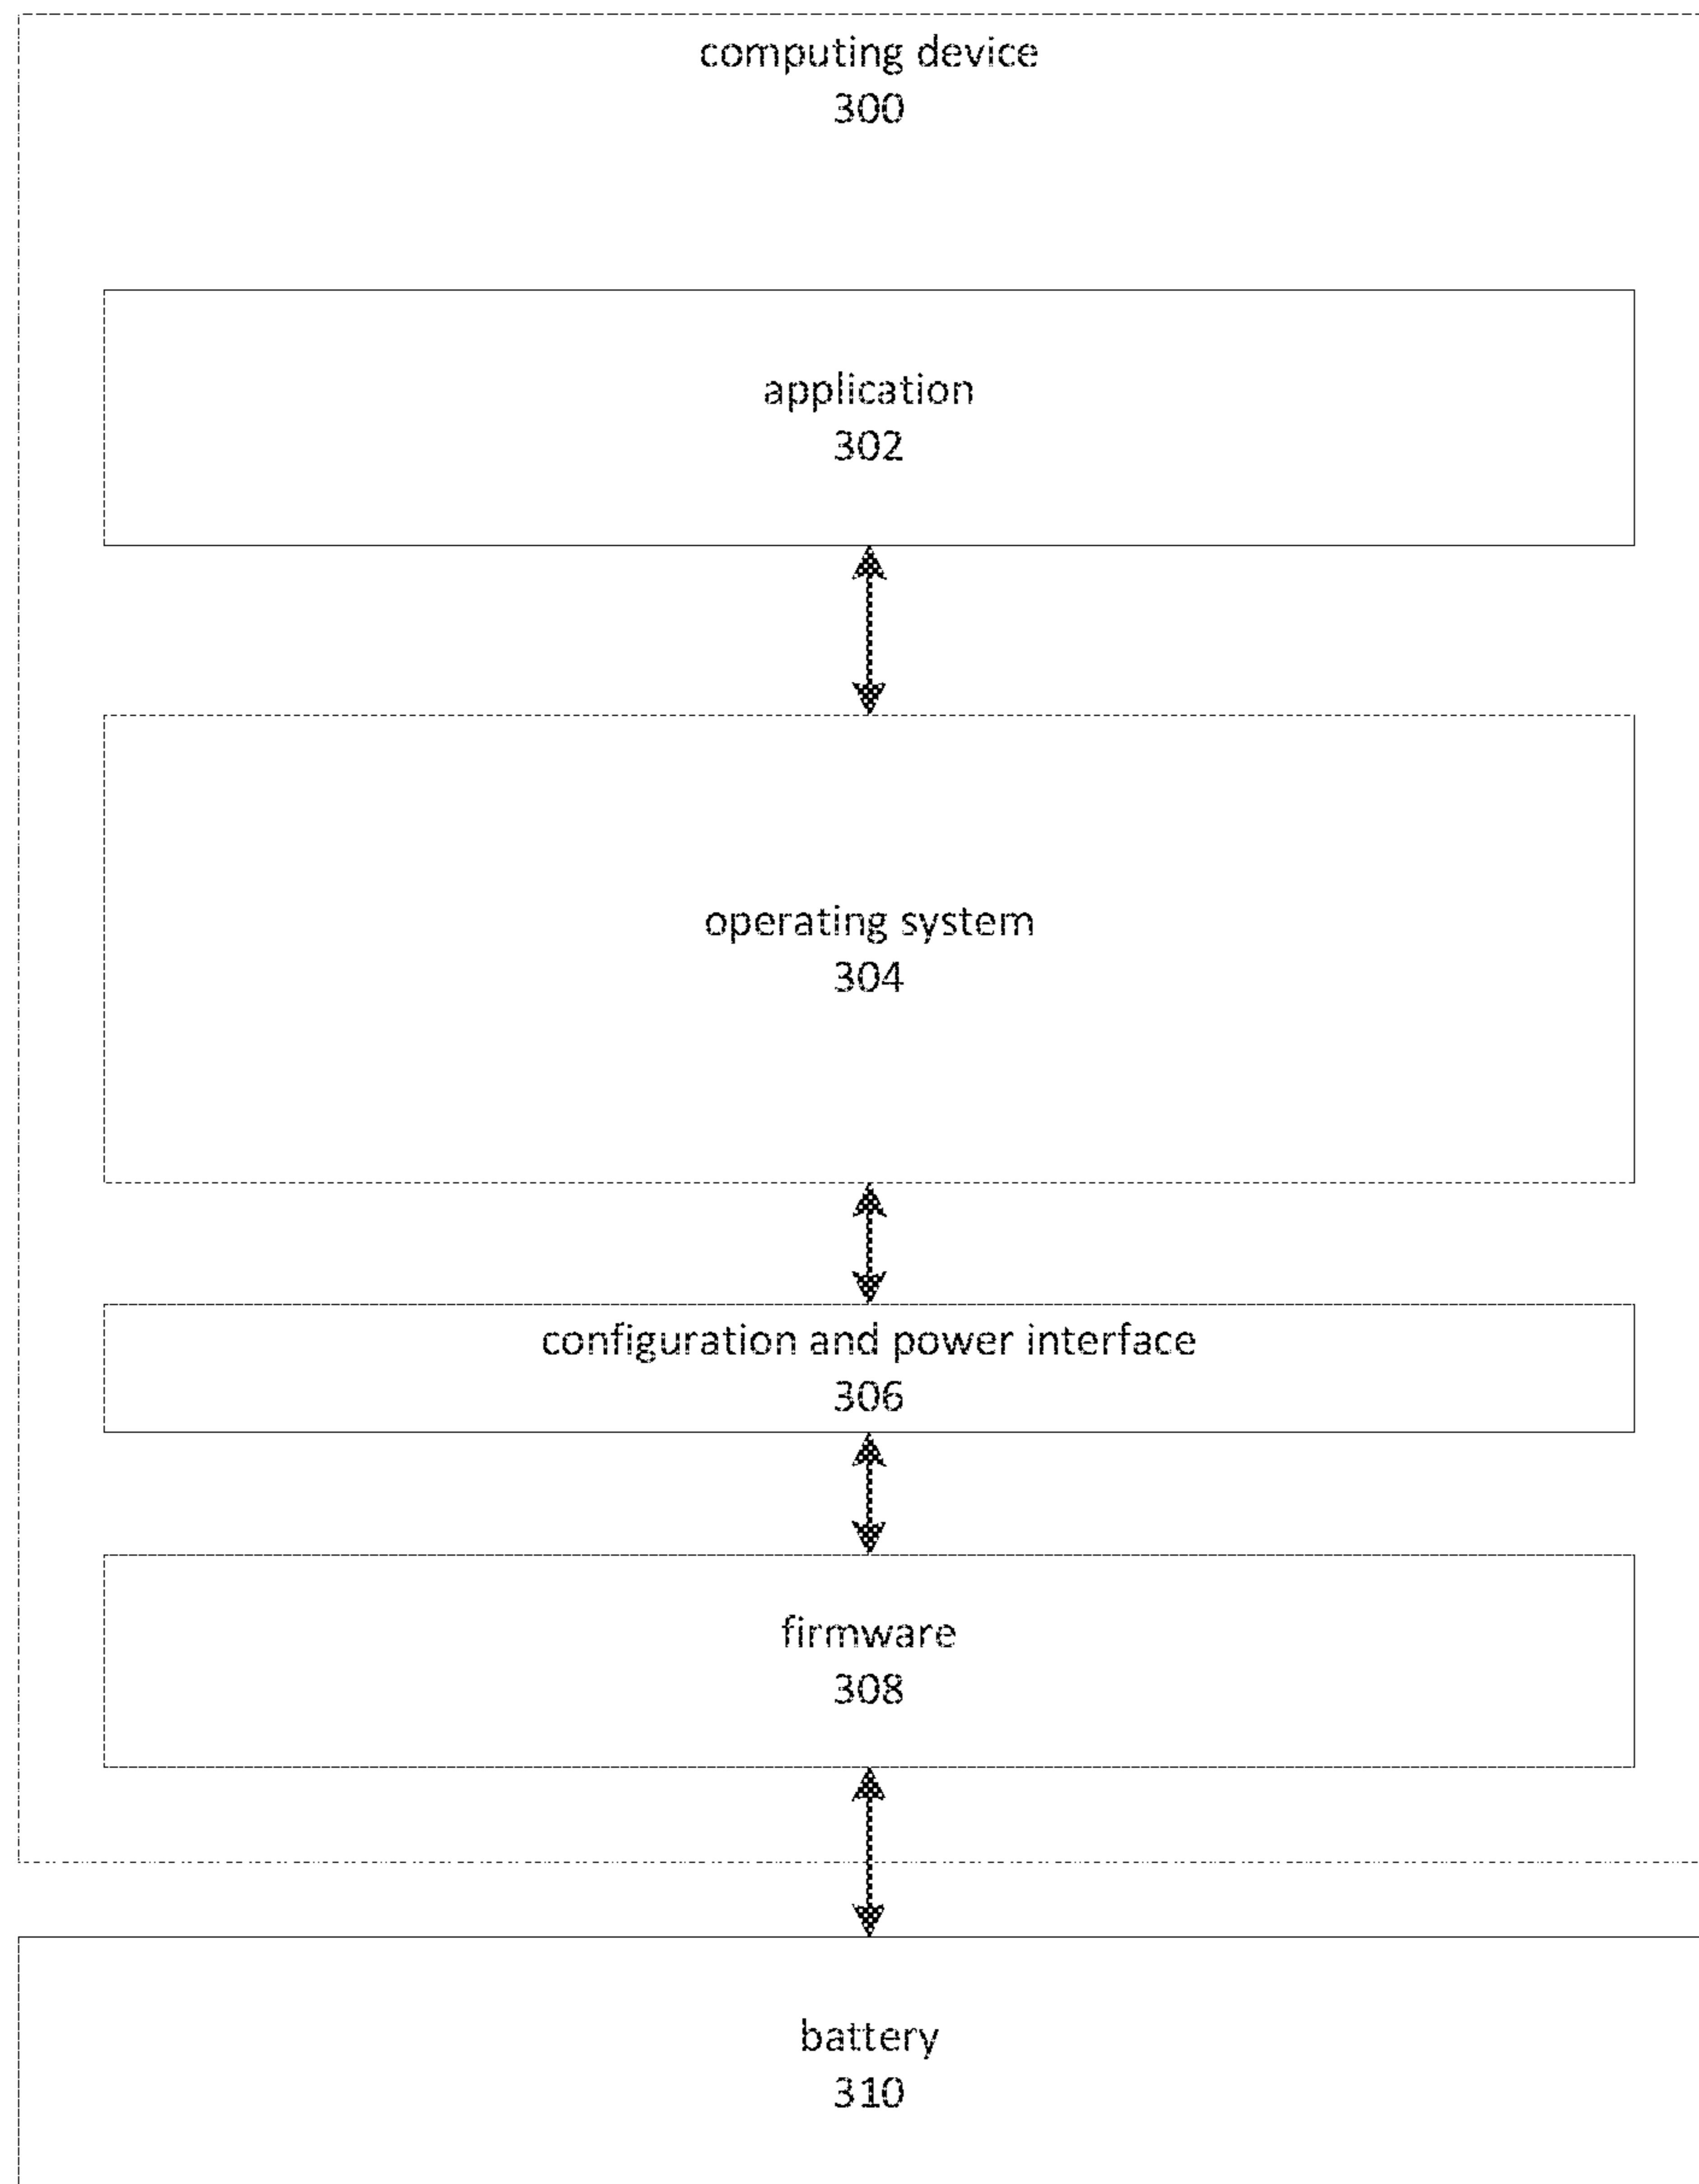 computing device
300
application
302
operating system
304
configuration and power interface
306
firmware
308
battery
310